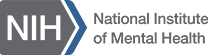 NIH
National Institute
of Mental Health